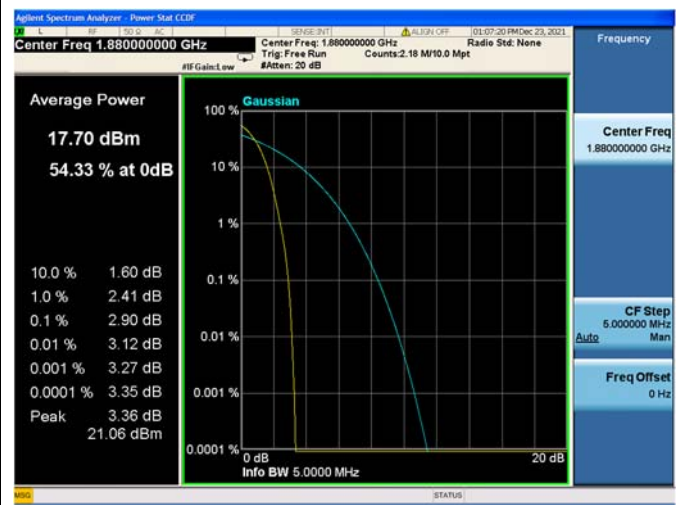 Agilent Spectrum Analyzer - Power Stat CCDF
L RF 50 Ω AC SENSE:INT ALIGN OFF 01:07:20 PM Dec 23, 2021
Center Freq 1.880000000 GHz
Center Freq: 1.880000000 GHz Radio Std: None
Trig: Free Run Counts:2.18 M/10.0 Mpt
#IFGain:Low #Atten: 20 dB
Frequency
Average Power
17.70 dBm
54.33 % at 0dB
10.0 % 1.60 dB
1.0 % 2.41 dB
0.1 % 2.90 dB
0.01 % 3.12 dB
0.001 % 3.27 dB
0.0001 % 3.35 dB
Peak 3.36 dB
21.06 dBm
Gaussian
100 %
10 %
1 %
0.1 %
0.01 %
0.001 %
0.0001 %
0 dB 20 dB
Info BW 5.0000 MHz
Center Freq
1.880000000 GHz
CF Step
5.000000 MHz
Auto Man
Freq Offset
0 Hz
MSG STATUS